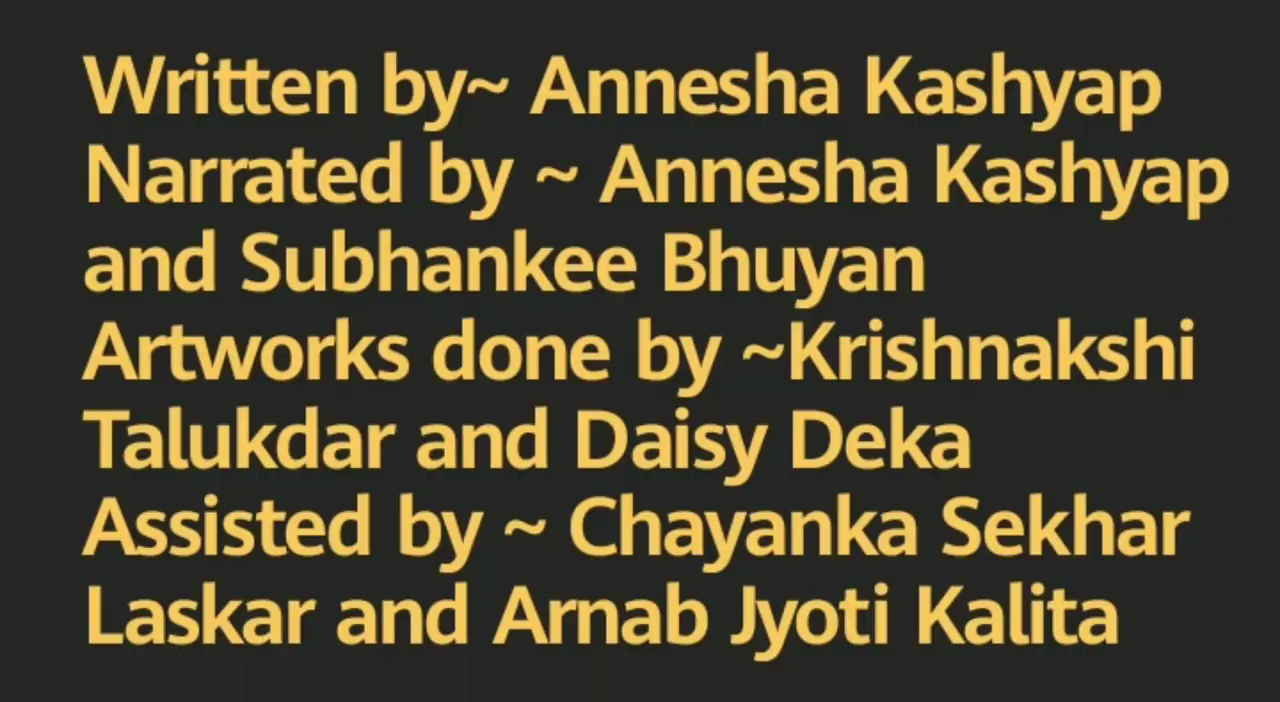 Written by~ Annesha Kashyap
Narrated by ~ Annesha Kashyap
and Subhankee Bhuyan
Artworks done by ~Krishnakshi
Talukdar and Daisy Deka
Assisted by ~ Chayanka Sekhar
Laskar and Arnab Jyoti Kalita